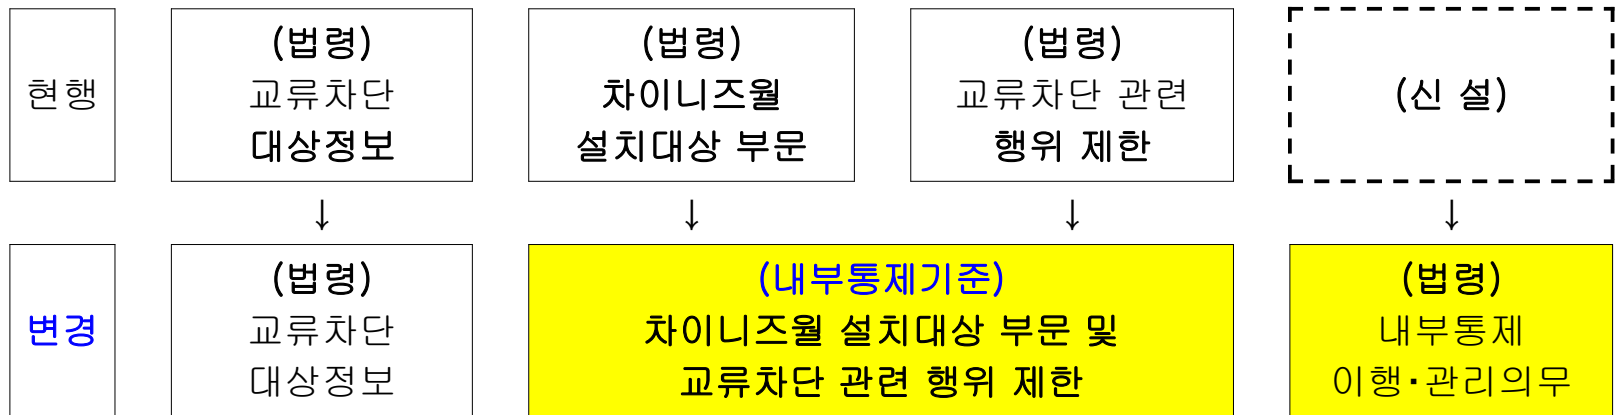 현행
(법령)
교류차단
대상정보
(법령)
차이니즈월
설치대상 부문
(법령)
교류차단 관련
행위 제한
(신 설)
↓
↓
↓
↓
변경
(법령)
교류차단
대상정보
(내부통제기준)
차이니즈월 설치대상 부문 및
교류차단 관련 행위 제한
(법령)
내부통제
이행·관리의무